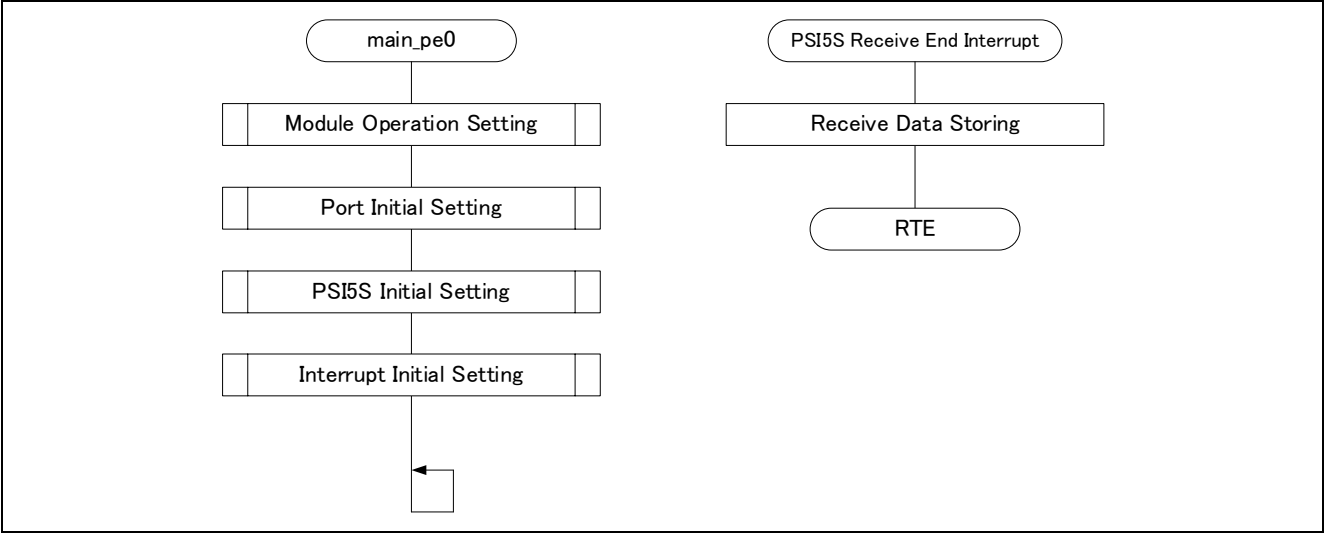 main_pe0
Module Operation Setting
Port Initial Setting
PSI5S Initial Setting
Interrupt Initial Setting
PSI5S Receive End Interrupt
Receive Data Storing
RTE